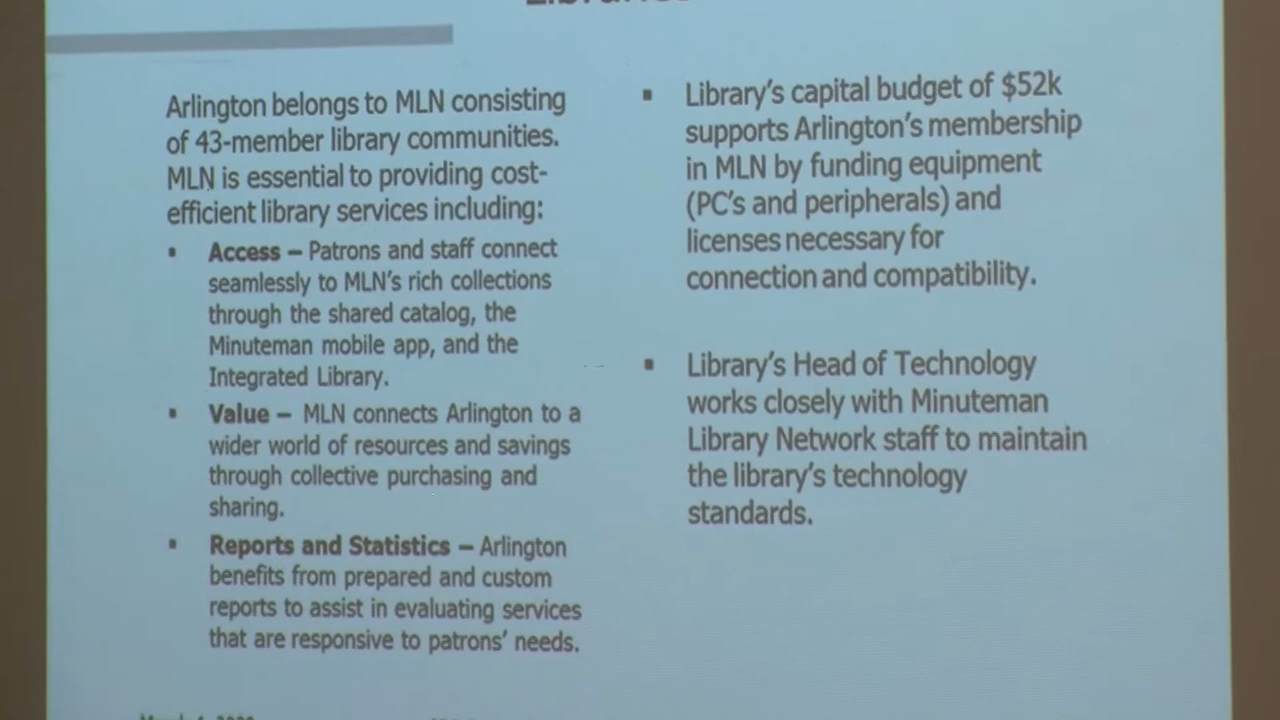 Libraries
Arlington belongs to MLN consisting
of 43-member library communities.
MLN is essential to providing cost-
efficient library services including:
▪ Access – Patrons and staff connect
seamlessly to MLN's rich collections
through the shared catalog, the
Minuteman mobile app, and the
Integrated Library.
▪ Value – MLN connects Arlington to a
wider world of resources and savings
through collective purchasing and
sharing.
▪ Reports and Statistics – Arlington
benefits from prepared and custom
reports to assist in evaluating services
that are responsive to patrons' needs.
▪ Library's capital budget of $52k
supports Arlington's membership
in MLN by funding equipment
(PC's and peripherals) and
licenses necessary for
connection and compatibility.
▪ Library's Head of Technology
works closely with Minuteman
Library Network staff to maintain
the library's technology
standards.